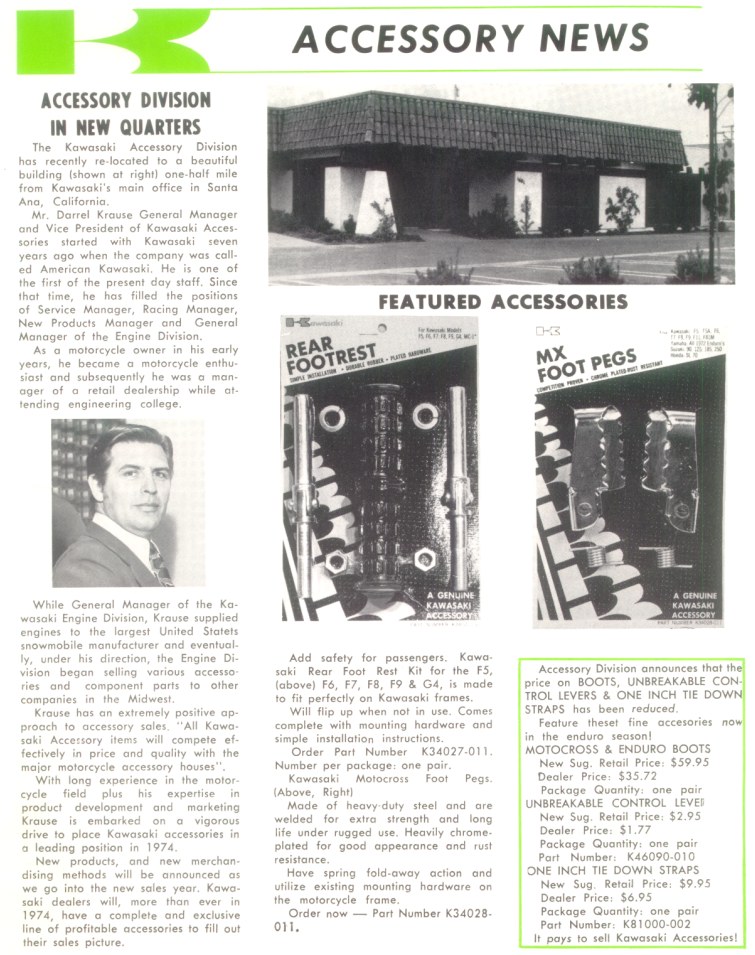 ACCESSORY NEWS
ACCESSORY DIVISION
IN NEW QUARTERS
The Kawasaki Accessory Division
has recently re-located to a beautiful
building (shown at right) one-half mile
from Kawasaki's main office in Santa
Ana, California.
Mr. Darrel Krause General Manager
and Vice President of Kawasaki Acces-
sories started with Kawasaki seven
years ago when the company was call-
ed American Kawasaki. He is one of
the first of the present day staff. Since
that time, he has filled the positions
of Service Manager, Racing Manager,
New Products Manager and General
Manager of the Engine Division.
As a motorcycle owner in his early
years, he became a motorcycle enthu-
siast and subsequently he was a man-
ager of a retail dealership while at-
tending engineering college.
While General Manager of the Ka-
wasaki Engine Division, Krause supplied
engines to the largest United Statets
snowmobile manufacturer and eventual-
ly, under his direction, the Engine Di-
vision began selling various accesso-
ries and component parts to other
companies in the Midwest.
Krause has an extremely positive ap-
proach to accessory sales. "All Kawa-
saki Accessory items will compete ef-
fectively in price and quality with the
major motorcycle accessory houses".
With long experience in the motor-
cycle field plus his expertise in
product development and marketing
Krause is embarked on a vigorous
drive to place Kawasaki accessories in
a leading position in 1974.
New products, and new merchan-
dising methods will be announced as
we go into the new sales year. Kawa-
saki dealers will, more than ever in
1974, have a complete and exclusive
line of profitable accessories to fill out
their sales picture.
FEATURED ACCESSORIES
Kawasaki
For Kawasaki Models
REAR
FOOTREST
SIMPLE INSTALLATION • DURABLE RUBBER • PLATED HARDWARE
A GENUINE
KAWASAKI
ACCESSORY
MX
FOOT PEGS
COMPETITION PROVEN • CHROME PLATED-RUST RESISTANT
A GENUINE
KAWASAKI
ACCESSORY
PART NUMBER K34028-011
Add safety for passengers. Kawa-
saki Rear Foot Rest Kit for the F5,
(above) F6, F7, F8, F9 & G4, is made
to fit perfectly on Kawasaki frames.
Will flip up when not in use. Comes
complete with mounting hardware and
simple installation instructions.
Order Part Number K34027-011.
Number per package: one pair.
Kawasaki Motocross Foot Pegs.
(Above, Right)
Made of heavy-duty steel and are
welded for extra strength and long
life under rugged use. Heavily chrome-
plated for good appearance and rust
resistance.
Have spring fold-away action and
utilize existing mounting hardware on
the motorcycle frame.
Order now — Part Number K34028-
011.
Accessory Division announces that the
price on BOOTS, UNBREAKABLE CON-
TROL LEVERS & ONE INCH TIE DOWN
STRAPS has been reduced.
Feature theset fine accesories now
in the enduro season!
MOTOCROSS & ENDURO BOOTS
New Sug. Retail Price: $59.95
Dealer Price: $35.72
Package Quantity: one pair
UNBREAKABLE CONTROL LEVER
New Sug. Retail Price: $2.95
Dealer Price: $1.77
Package Quantity: one pair
Part Number: K46090-010
ONE INCH TIE DOWN STRAPS
New Sug. Retail Price: $9.95
Dealer Price: $6.95
Package Quantity: one pair
Part Number: K81000-002
It pays to sell Kawasaki Accessories!